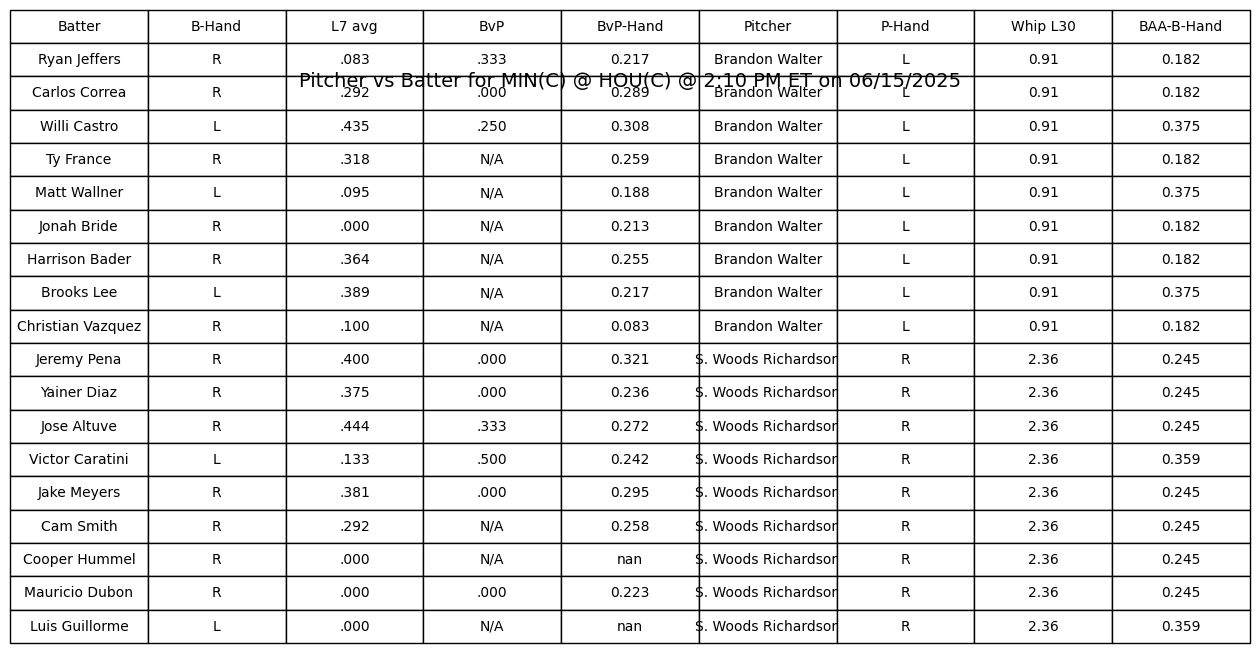 Batter B-Hand L7 avg BvP BvP-Hand Pitcher P-Hand Whip L30 BAA-B-Hand
Ryan Jeffers R .083 .333 0.217 Brandon Walter L 0.91 0.182
Pitcher vs Batter for MIN(C) @ HOU(C) @ 2:10 PM ET on 06/15/2025
Carlos Correa R .292 .000 0.289 Brandon Walter L 0.91 0.182
Willi Castro L .435 .250 0.308 Brandon Walter L 0.91 0.375
Ty France R .318 N/A 0.259 Brandon Walter L 0.91 0.182
Matt Wallner L .095 N/A 0.188 Brandon Walter L 0.91 0.375
Jonah Bride R .000 N/A 0.213 Brandon Walter L 0.91 0.182
Harrison Bader R .364 N/A 0.255 Brandon Walter L 0.91 0.182
Brooks Lee L .389 N/A 0.217 Brandon Walter L 0.91 0.375
Christian Vazquez R .100 N/A 0.083 Brandon Walter L 0.91 0.182
Jeremy Pena R .400 .000 0.321 S. Woods Richardson R 2.36 0.245
Yainer Diaz R .375 .000 0.236 S. Woods Richardson R 2.36 0.245
Jose Altuve R .444 .333 0.272 S. Woods Richardson R 2.36 0.245
Victor Caratini L .133 .500 0.242 S. Woods Richardson R 2.36 0.359
Jake Meyers R .381 .000 0.295 S. Woods Richardson R 2.36 0.245
Cam Smith R .292 N/A 0.258 S. Woods Richardson R 2.36 0.245
Cooper Hummel R .000 N/A nan S. Woods Richardson R 2.36 0.245
Mauricio Dubon R .000 .000 0.223 S. Woods Richardson R 2.36 0.245
Luis Guillorme L .000 N/A nan S. Woods Richardson R 2.36 0.359